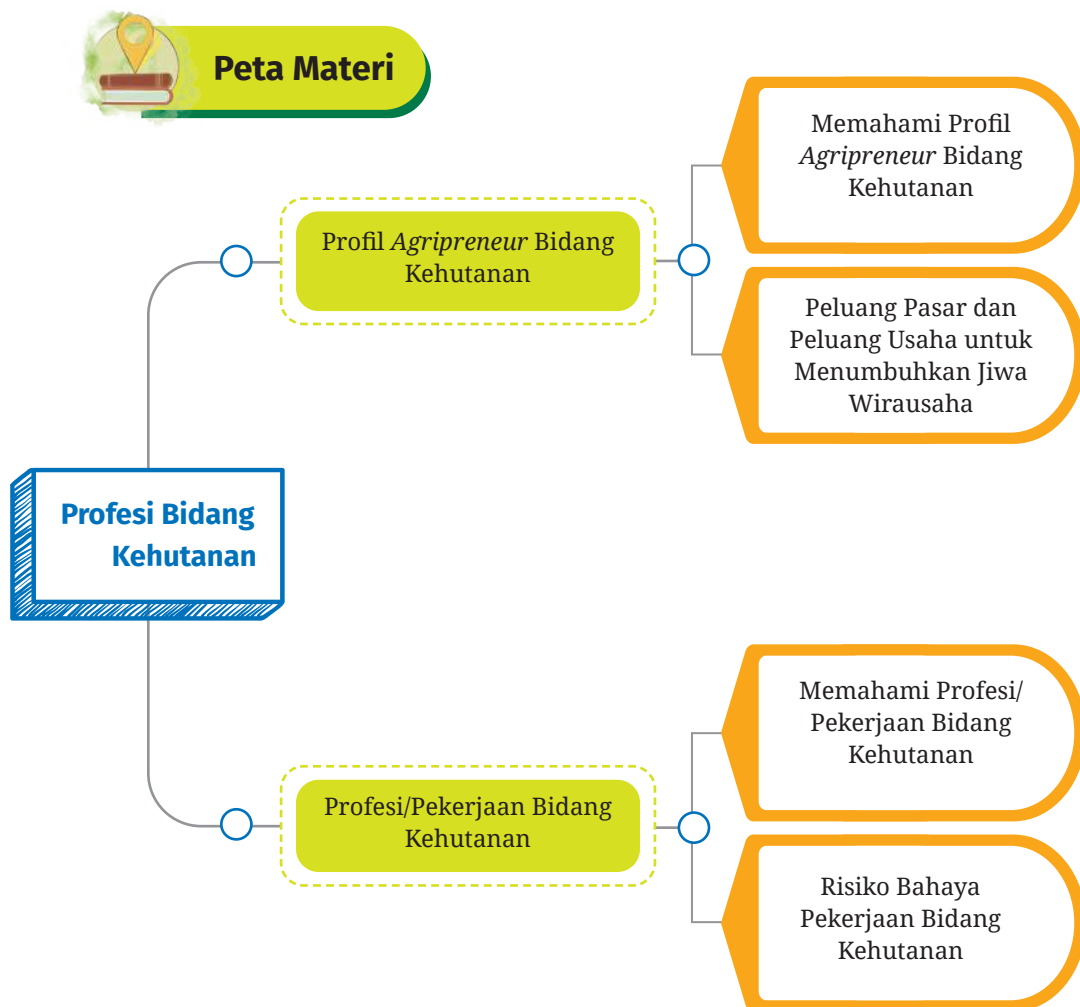 Peta Materi
Memahami Profil
Agripreneur Bidang
Kehutanan
Profil Agripreneur Bidang
Kehutanan
Peluang Pasar dan
Peluang Usaha untuk
Menumbuhkan Jiwa
Wirausaha
Profesi Bidang
Kehutanan
Memahami Profesi/
Pekerjaan Bidang
Kehutanan
Profesi/Pekerjaan Bidang
Kehutanan
Risiko Bahaya
Pekerjaan Bidang
Kehutanan